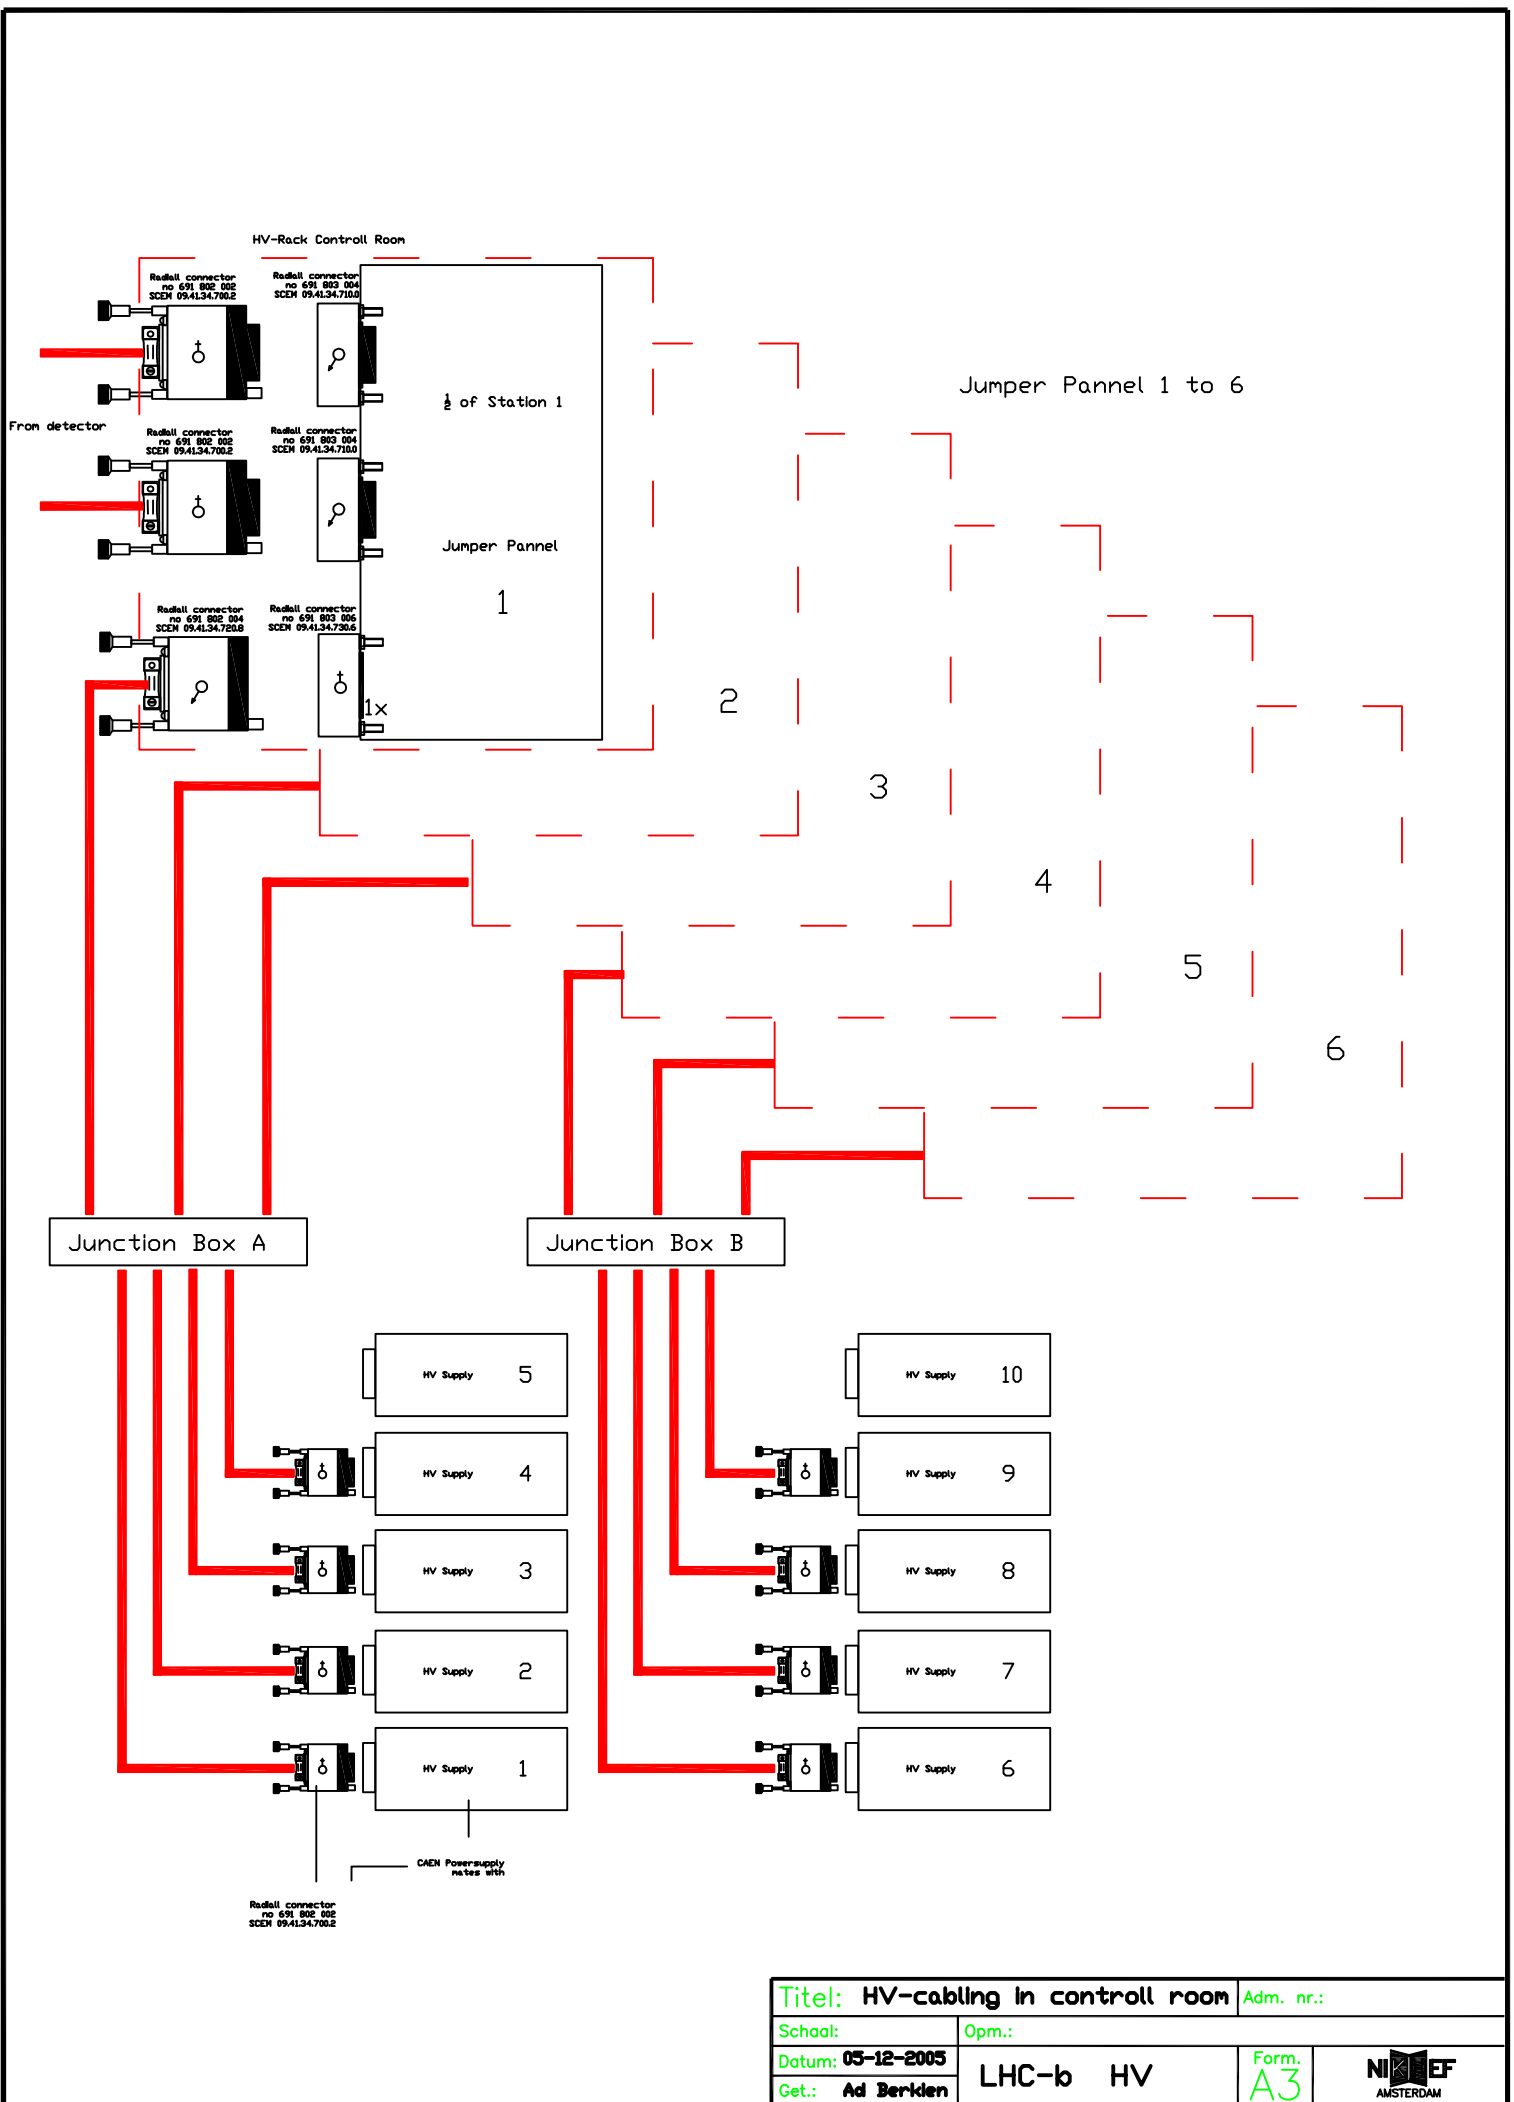 HV-Rack Controll Room
Radiall connector
no 691 802 002
SCEM 09.41.34.700.2
Radiall connector
no 691 803 004
SCEM 09.41.34.710.0
½ of Station 1
Jumper Pannel 1 to 6
From detector
Radiall connector
no 691 802 002
SCEM 09.41.34.700.2
Radiall connector
no 691 803 004
SCEM 09.41.34.710.0
Jumper Pannel
1
Radiall connector
no 691 802 004
SCEM 09.41.34.720.8
Radiall connector
no 691 803 006
SCEM 09.41.34.730.6
1x
2
3
4
5
6
Junction Box A
Junction Box B
HV Supply 5
HV Supply 10
HV Supply 4
HV Supply 9
HV Supply 3
HV Supply 8
HV Supply 2
HV Supply 7
HV Supply 1
HV Supply 6
CAEN Powersupply
mates with
Radiall connector
no 691 802 002
SCEM 09.41.34.700.2
Titel: HV-cabling in controll room
Adm. nr.:
Schaal:
Opm.:
Datum: 05-12-2005
Get.: Ad Berkien
LHC-b HV
Form.
A3
NIKHEF
AMSTERDAM